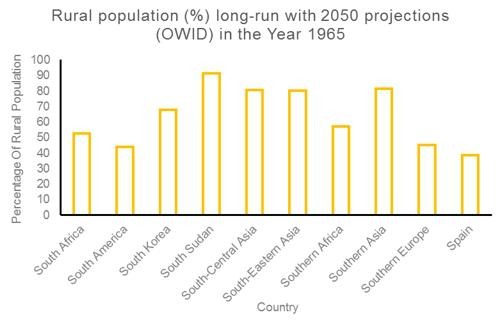 Rural population (%) long-run with 2050 projections
(OWID) in the Year 1965
Percentage Of Rural Population
100
90
80
70
60
50
40
30
20
10
0
South Africa
South America
South Korea
South Sudan
South-Central Asia
South-Eastern Asia
Southern Africa
Southern Asia
Southern Europe
Spain
Country